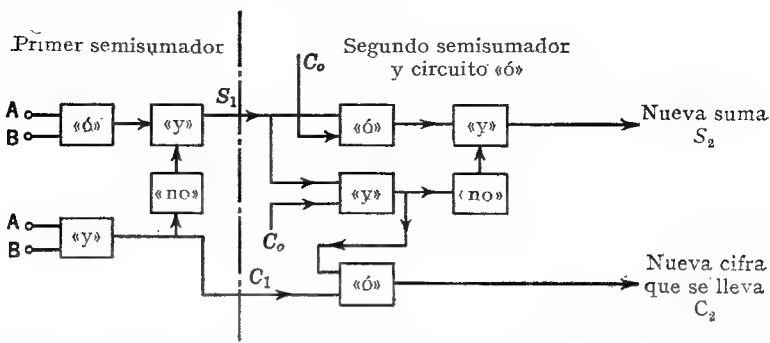 Primer semisumador
Segundo semisumador
y circuito «ó»
C₀
S₁
A
B
«ó»
«y»
«ó»
«y»
Nueva suma
S₂
«no»
«y»
«no»
C₀
A
B
«y»
C₁
«ó»
Nueva cifra
que se lleva
C₂